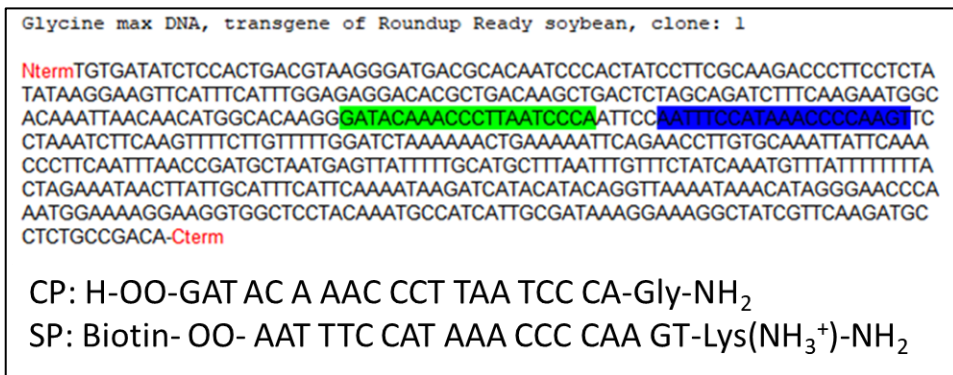 Glycine max DNA, transgene of Roundup Ready soybean, clone: 1
NtermTGTGATATCTCCACTGACGTAAGGGATGACGCACAATCCCACTATCCTTCGCAAGACCCTTCCTCTA
TATAAGGAAGTTCATTTCATTTGGAGAGGACACGCTGACAAGCTGACTCTAGCAGATCTTTCAAGAATGGC
ACAAATTAACAACATGGCACAAGGGATACAAACCCTTAATCCCAATTCCAATTTCCATAAACCCCAAGTTC
CTAAATCTTCAAGTTTTCTTGTTTTTGGATCTAAAAAACTGAAAAATTCAGAACCTTGTGCAAATTATTCAAA
CCCTTCAATTTAACCGATGCTAATGAGTTATTTTTGCATGCTTTAATTTGTTTCTATCAAATGTTTATTTTTTTTA
CTAGAAATAACTTATTGCATTTCATTCAAAATAAGATCATACATACAGGTTAAAATAAACATAGGGAACCCA
AATGGAAAAGGAAGGTGGCTCCTACAAATGCCATCATTGCGATAAAGGAAAGGCTATCGTTCAAGATGC
CTCTGCCGACA-Cterm
CP: H-OO-GAT AC A AAC CCT TAA TCC CA-Gly-NH₂
SP: Biotin- OO- AAT TTC CAT AAA CCC CAA GT-Lys(NH₃⁺)-NH₂